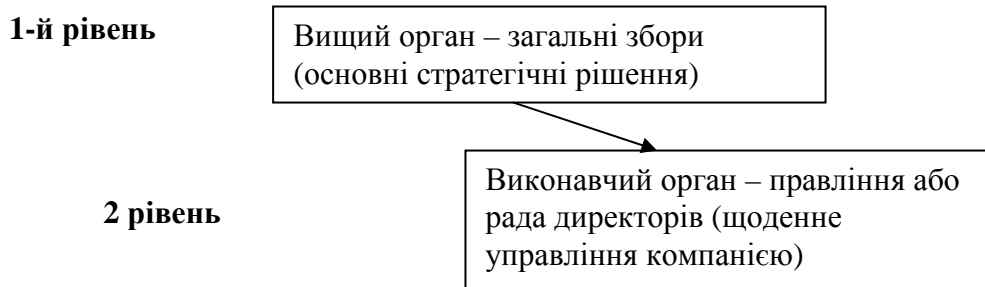 1-й рівень
Вищий орган – загальні збори
(основні стратегічні рішення)
2 рівень
Виконавчий орган – правління або
рада директорів (щоденне
управління компанією)